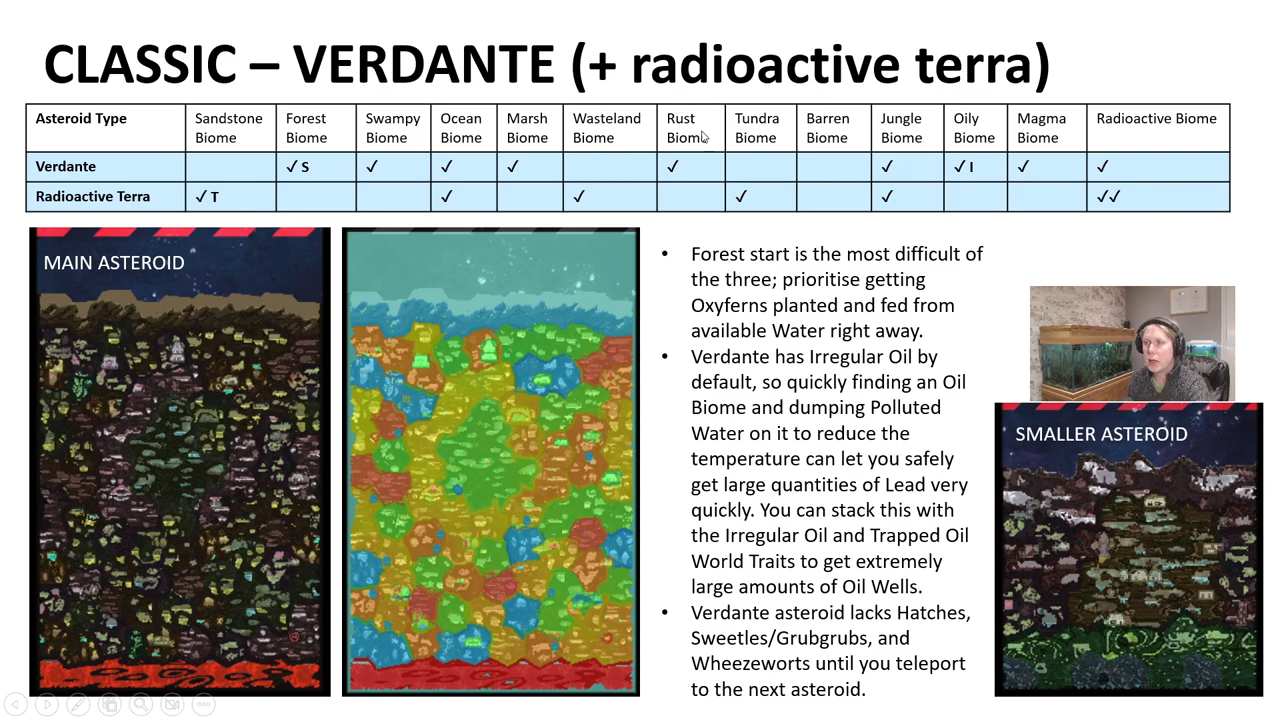 CLASSIC – VERDANTE (+ radioactive terra)
Asteroid Type Sandstone Biome Forest Biome Swampy Biome Ocean Biome Marsh Biome Wasteland Biome Rust Biome Tundra Biome Barren Biome Jungle Biome Oily Biome Magma Biome Radioactive Biome
Verdante ✓ S ✓ ✓ ✓ ✓ ✓ ✓ I ✓ ✓
Radioactive Terra ✓ T ✓ ✓ ✓ ✓ ✓✓
MAIN ASTEROID
• Forest start is the most difficult of
the three; prioritise getting
Oxyferns planted and fed from
available Water right away.
• Verdante has Irregular Oil by
default, so quickly finding an Oil
Biome and dumping Polluted
Water on it to reduce the
temperature can let you safely
get large quantities of Lead very
quickly. You can stack this with
the Irregular Oil and Trapped Oil
World Traits to get extremely
large amounts of Oil Wells.
• Verdante asteroid lacks Hatches,
Sweetles/Grubgrubs, and
Wheezeworts until you teleport
to the next asteroid.
SMALLER ASTEROID